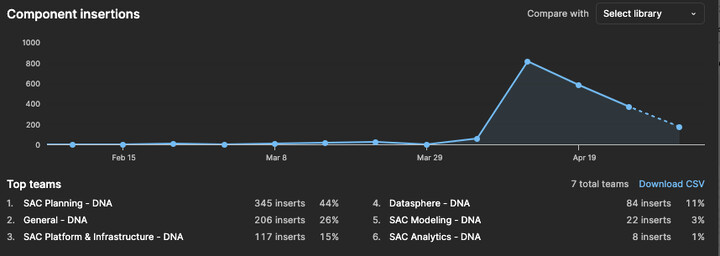 Component insertions
Compare with Select library
1000
800
600
400
200
0
Feb 15 Mar 8 Mar 29 Apr 19
Top teams
7 total teams Download CSV
1. SAC Planning - DNA 345 inserts 44%
2. General - DNA 206 inserts 26%
3. SAC Platform & Infrastructure - DNA 117 inserts 15%
4. Datasphere - DNA 84 inserts 11%
5. SAC Modeling - DNA 22 inserts 3%
6. SAC Analytics - DNA 8 inserts 1%